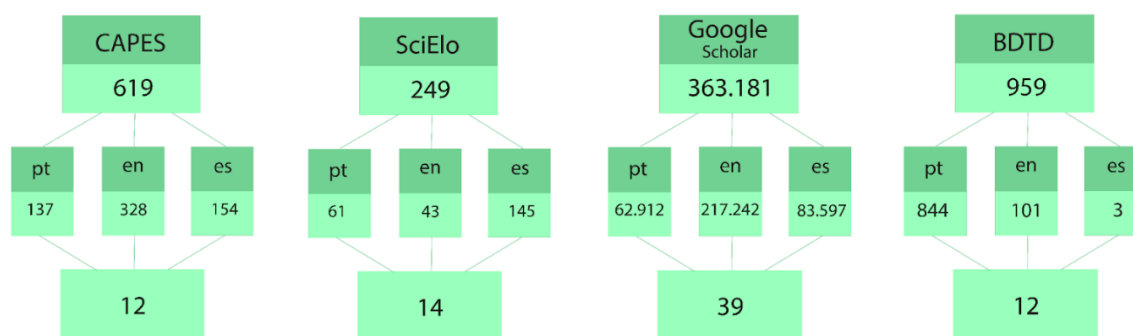 CAPES
619
pt
en
es
137
328
154
12
SciElo
249
pt
en
es
61
43
145
14
Google
Scholar
363.181
pt
en
es
62.912
217.242
83.597
39
BDTD
959
pt
en
es
844
101
3
12